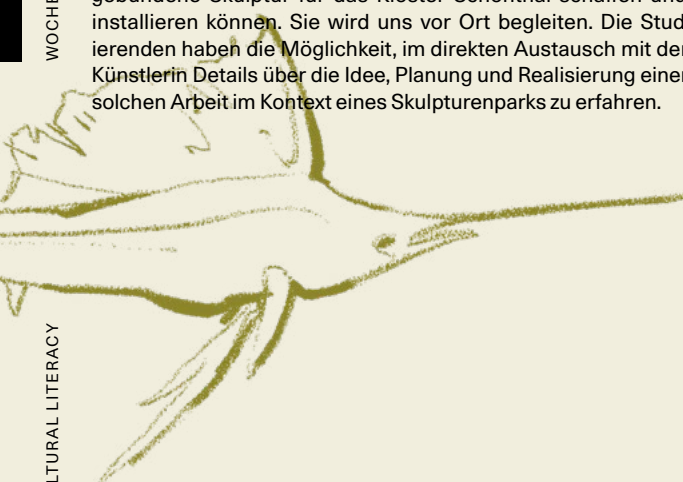 gebundene Skulptur für das Kloster Schönthal schaffen und
installieren können. Sie wird uns vor Ort begleiten. Die Stud
ierenden haben die Möglichkeit, im direkten Austausch mit der
Künstlerin Details über die Idee, Planung und Realisierung einer
solchen Arbeit im Kontext eines Skulpturenparks zu erfahren.
WOCHE
LTURAL LITERACY